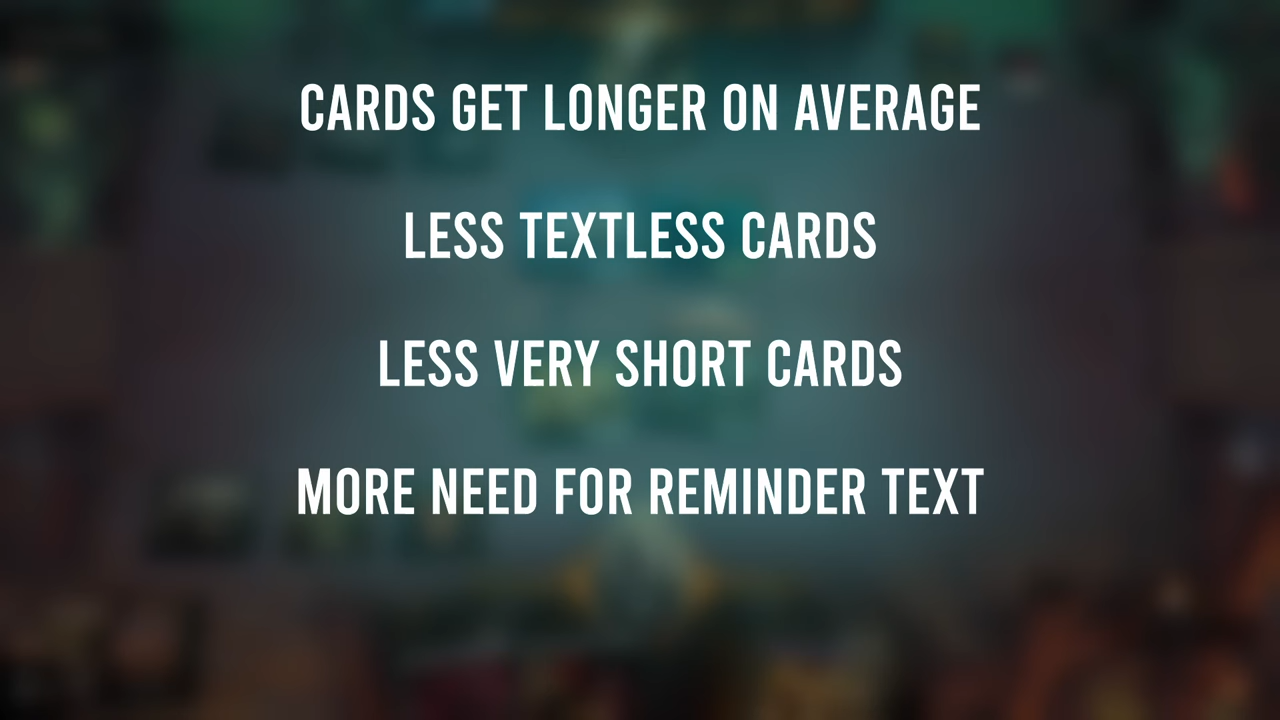 CARDS GET LONGER ON AVERAGE
LESS TEXTLESS CARDS
LESS VERY SHORT CARDS
MORE NEED FOR REMINDER TEXT